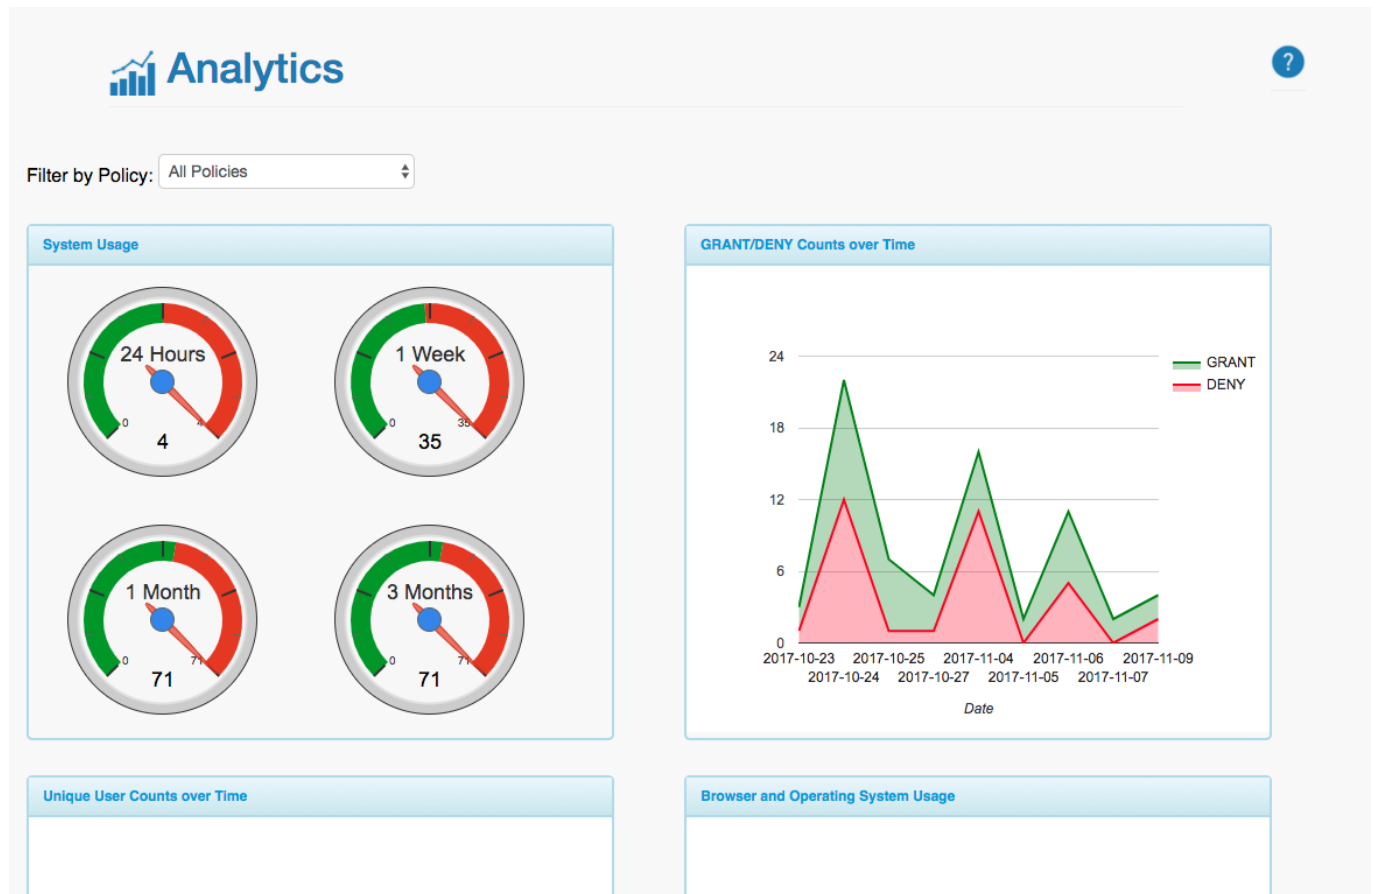 Analytics
?
Filter by Policy: All Policies
System Usage
24 Hours
0 4
4
1 Week
0 35
35
1 Month
0 71
71
3 Months
0 71
71
GRANT/DENY Counts over Time
24
18
12
6
0
GRANT
DENY
2017-10-23 2017-10-25 2017-11-04 2017-11-06 2017-11-09
2017-10-24 2017-10-27 2017-11-05 2017-11-07
Date
Unique User Counts over Time
Browser and Operating System Usage